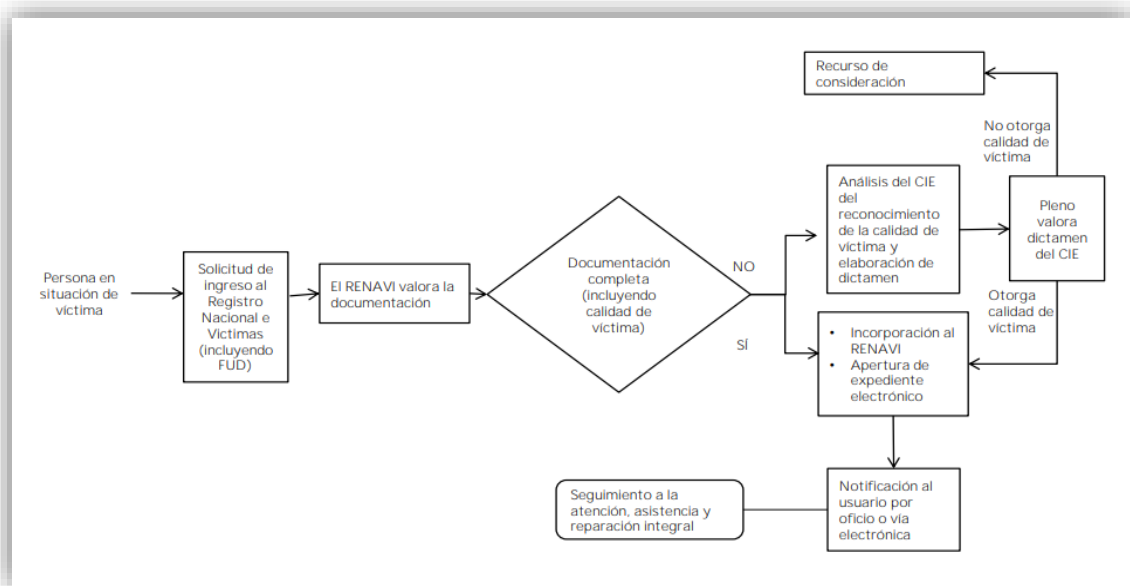 Persona en
situación de
víctima
Solicitud de
ingreso al
Registro
Nacional e
Victimas
(incluyendo
FUD)
El RENAVI valora la
documentación
Documentación
completa
(incluyendo
calidad de
víctima)
NO
SÍ
Análisis del CIE
del
reconocimiento
de la calidad de
víctima y
elaboración de
dictamen
Pleno
valora
dictamen
del CIE
No otorga
calidad de
víctima
Recurso de
consideración
Otorga
calidad de
víctima
• Incorporación al
RENAVI
• Apertura de
expediente
electrónico
Notificación al
usuario por
oficio o vía
electrónica
Seguimiento a la
atención, asistencia y
reparación integral